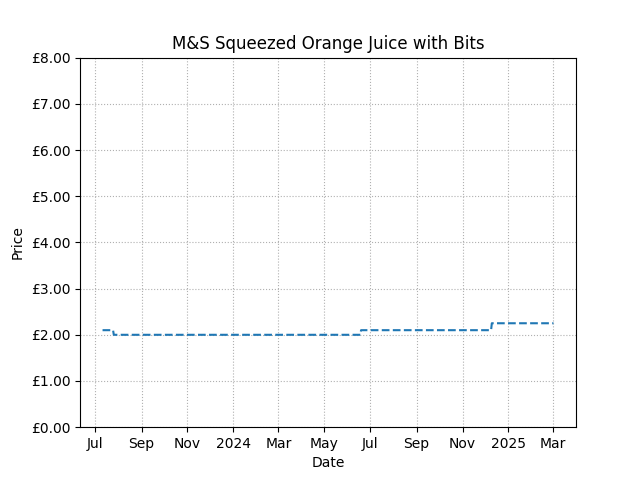 M&S Squeezed Orange Juice with Bits
£8.00
£7.00
£6.00
£5.00
£4.00
£3.00
£2.00
£1.00
£0.00
Price
Jul Sep Nov 2024 Mar May Jul Sep Nov 2025 Mar
Date